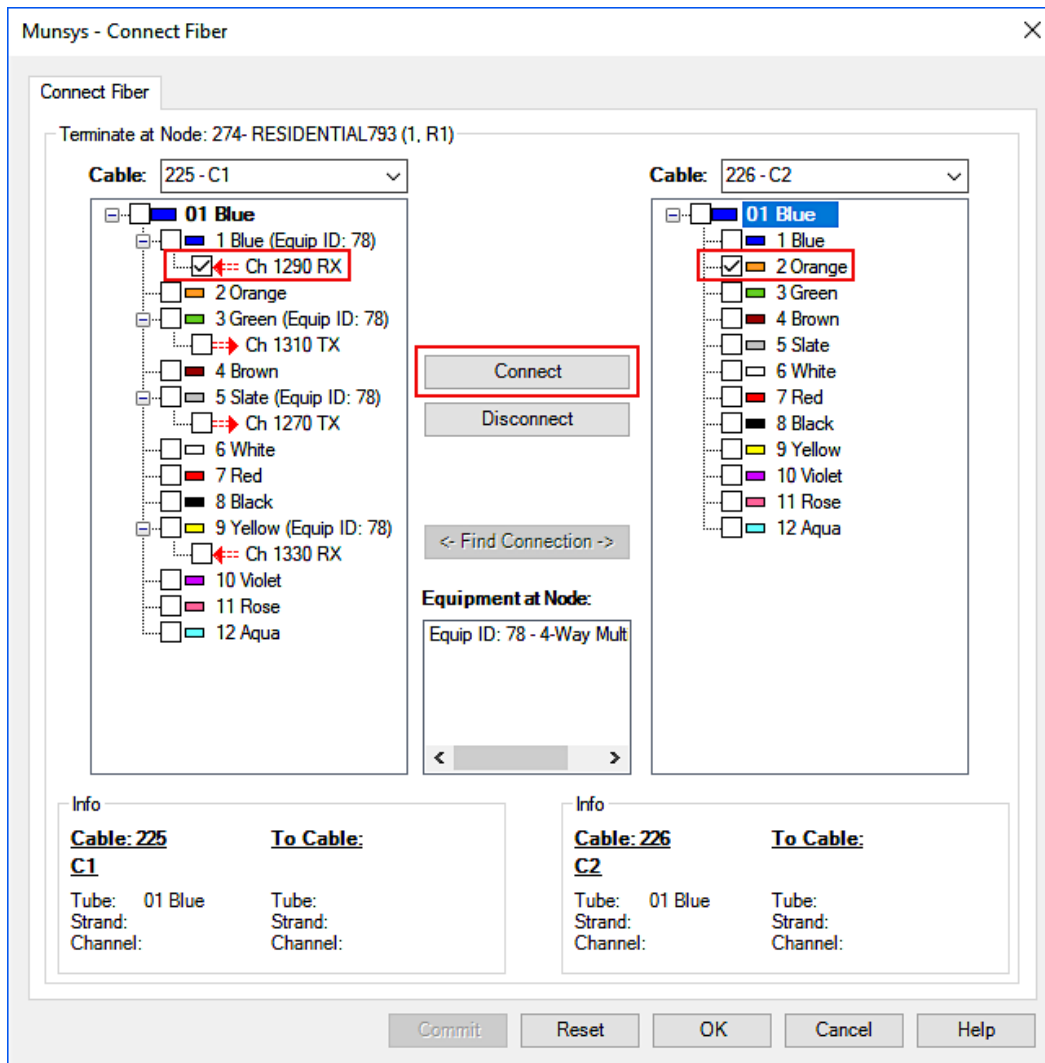 Munsys - Connect Fiber
Connect Fiber
Terminate at Node: 274- RESIDENTIAL793 (1, R1)
Cable: 225 - C1
01 Blue
1 Blue (Equip ID: 78)
Ch 1290 RX
2 Orange
3 Green (Equip ID: 78)
Ch 1310 TX
4 Brown
5 Slate (Equip ID: 78)
Ch 1270 TX
6 White
7 Red
8 Black
9 Yellow (Equip ID: 78)
Ch 1330 RX
10 Violet
11 Rose
12 Aqua
Connect
Disconnect
<- Find Connection ->
Equipment at Node:
Equip ID: 78 - 4-Way Mult
Cable: 226 - C2
01 Blue
1 Blue
2 Orange
3 Green
4 Brown
5 Slate
6 White
7 Red
8 Black
9 Yellow
10 Violet
11 Rose
12 Aqua
Info
Cable: 225 To Cable:
C1
Tube: 01 Blue Tube:
Strand: Strand:
Channel: Channel:
Info
Cable: 226 To Cable:
C2
Tube: 01 Blue Tube:
Strand: Strand:
Channel: Channel:
Commit Reset OK Cancel Help